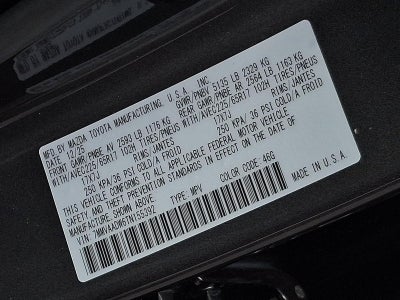 MFD BY MAZDA TOYOTA MANUFACTURING, U.S.A., INC.
12/25 GVWR/PNBV 5135 LB 2329 KG
FRONT GAWR PNBE AV 2593 LB 1176 KG REAR GAWR PNBE AR 2564 LB 1163 KG
WITH/AVEC225/65R17 102H TIRES/PNEUS WITH/AVEC225/65R17 102H TIRES/PNEUS
17X7J RIMS JANTES 17X7J RIMS JANTES
250 KPA/36 PSI COLD/A FROID 250 KPA/36 PSI COLD/A FROID
THIS VEHICLE CONFORMS TO ALL APPLICABLE FEDERAL MOTOR VEHICLE
SAFETY AND THEFT PREVENTION STANDARDS IN EFFECT ON THE DATE OF
MANUFACTURE SHOWN ABOVE.
TYPE: MPV COLOR CODE: 46G MADE IN U.S.A.